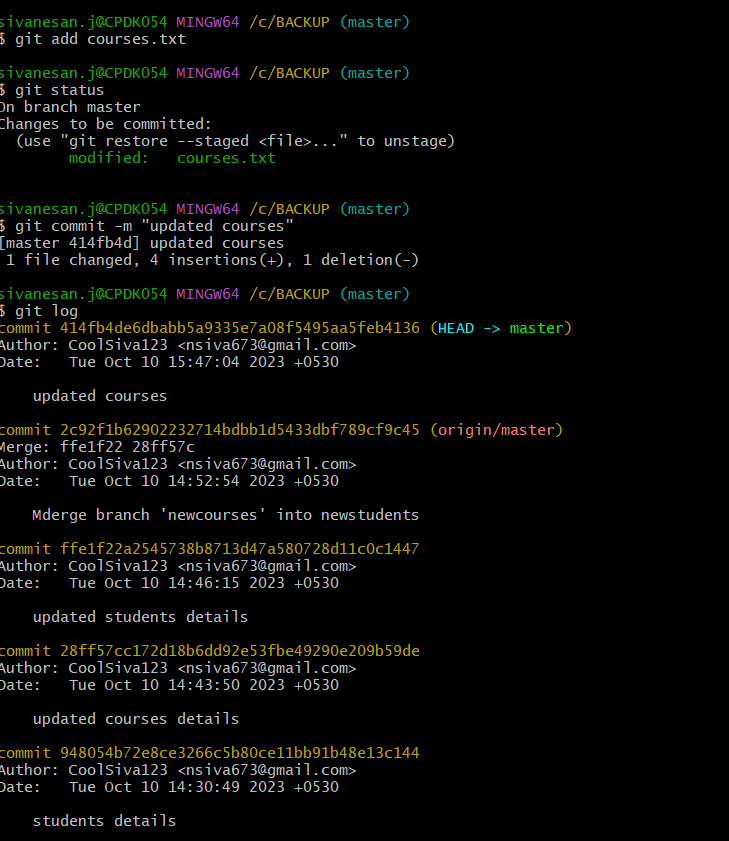 sivanesan.j@CPDK054 MINGW64 /c/BACKUP (master)
$ git add courses.txt
sivanesan.j@CPDK054 MINGW64 /c/BACKUP (master)
$ git status
On branch master
Changes to be committed:
  (use "git restore --staged <file>..." to unstage)
        modified:   courses.txt
sivanesan.j@CPDK054 MINGW64 /c/BACKUP (master)
$ git commit -m "updated courses"
[master 414fb4d] updated courses
 1 file changed, 4 insertions(+), 1 deletion(-)
sivanesan.j@CPDK054 MINGW64 /c/BACKUP (master)
$ git log
commit 414fb4de6dbabb5a9335e7a08f5495aa5feb4136 (HEAD -> master)
Author: CoolSiva123 <nsiva673@gmail.com>
Date:   Tue Oct 10 15:47:04 2023 +0530
    updated courses
commit 2c92f1b62902232714bdbb1d5433dbf789cf9c45 (origin/master)
Merge: ffe1f22 28ff57c
Author: CoolSiva123 <nsiva673@gmail.com>
Date:   Tue Oct 10 14:52:54 2023 +0530
    Mderge branch 'newcourses' into newstudents
commit ffe1f22a2545738b8713d47a580728d11c0c1447
Author: CoolSiva123 <nsiva673@gmail.com>
Date:   Tue Oct 10 14:46:15 2023 +0530
    updated students details
commit 28ff57cc172d18b6dd92e53fbe49290e209b59de
Author: CoolSiva123 <nsiva673@gmail.com>
Date:   Tue Oct 10 14:43:50 2023 +0530
    updated courses details
commit 948054b72e8ce3266c5b80ce11bb91b48e13c144
Author: CoolSiva123 <nsiva673@gmail.com>
Date:   Tue Oct 10 14:30:49 2023 +0530
    students details